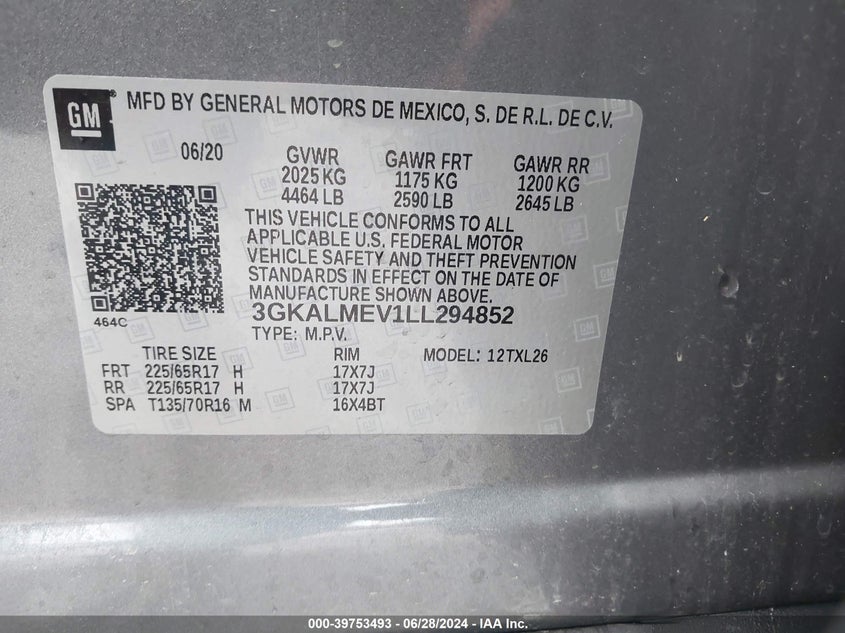 GM
MFD BY GENERAL MOTORS DE MEXICO, S. DE R.L. DE C.V.
06/20 GVWR GAWR FRT GAWR RR
2025 KG 1175 KG 1200 KG
4464 LB 2590 LB 2645 LB
THIS VEHICLE CONFORMS TO ALL
APPLICABLE U.S. FEDERAL MOTOR
VEHICLE SAFETY AND THEFT PREVENTION
STANDARDS IN EFFECT ON THE DATE OF
MANUFACTURE SHOWN ABOVE.
464C
3GKALMEV1LL294852
TYPE: M.P.V.
TIRE SIZE RIM MODEL: 12TXL26
FRT 225/65R17 H 17X7J
RR 225/65R17 H 17X7J
SPA T135/70R16 M 16X4BT
000-39753493 - 06/28/2024 - IAA Inc.